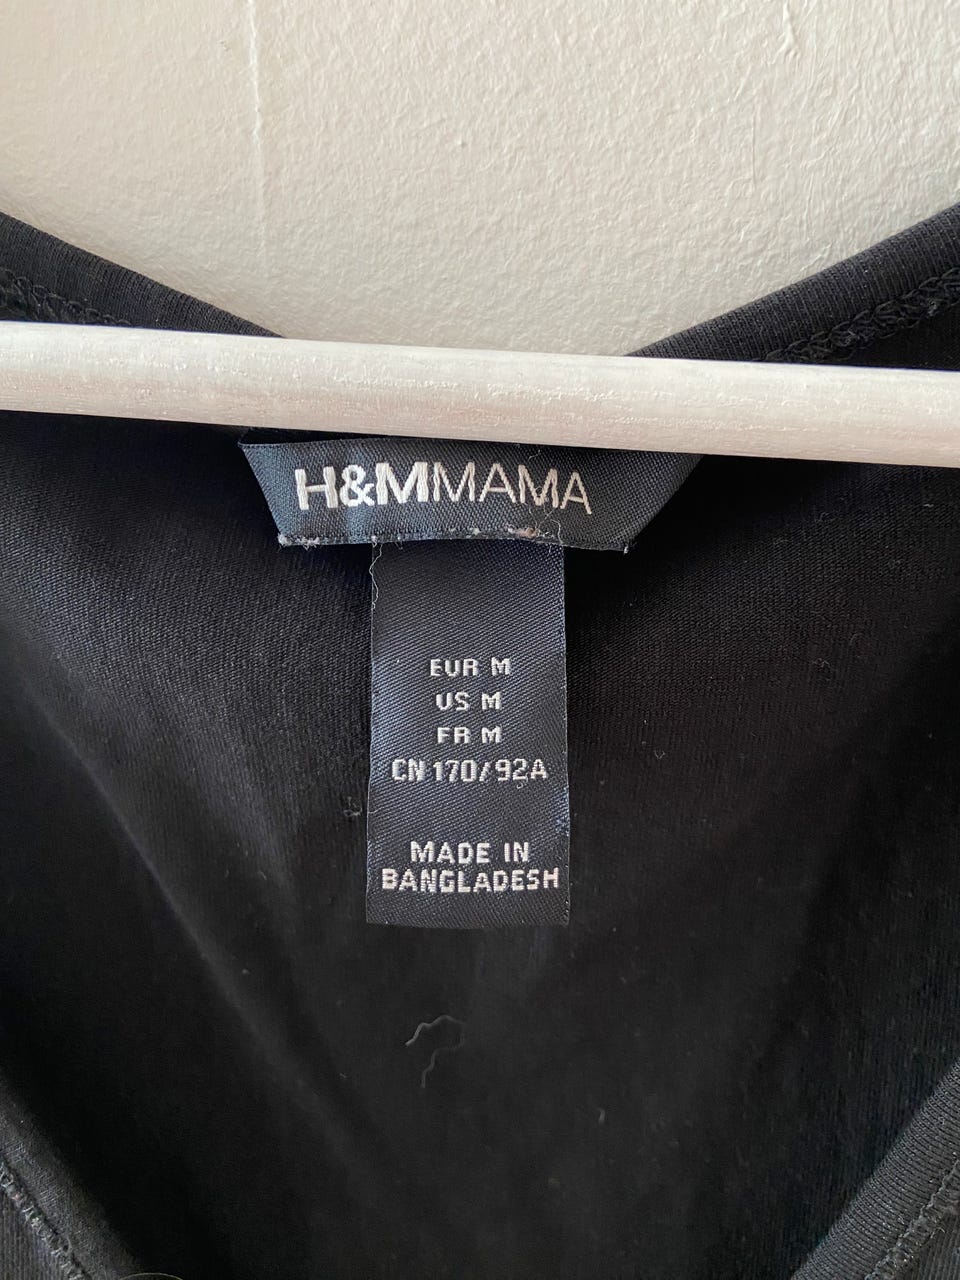 H&MMAMA
EUR M
US M
FR M
CN 170/92A
MADE IN
BANGLADESH